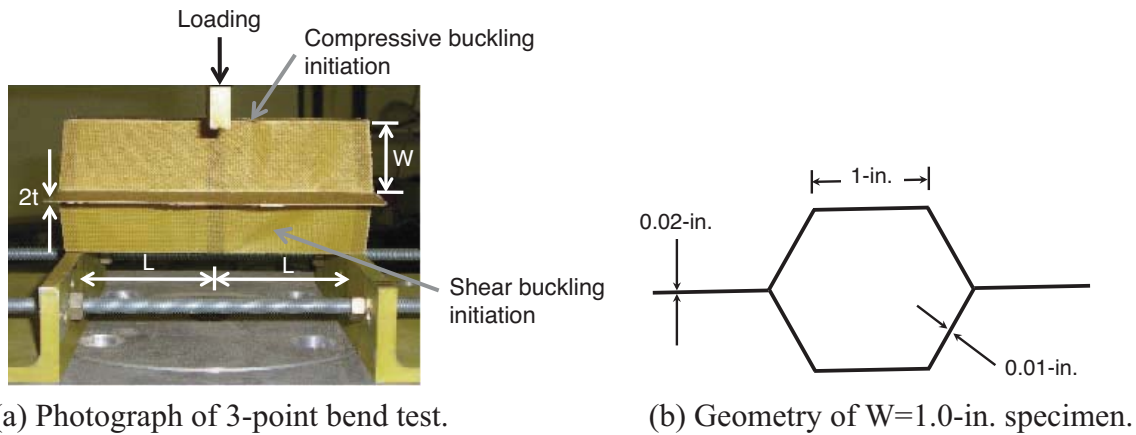 Loading
Compressive buckling
initiation
W
2t
L
L
Shear buckling
initiation
1-in.
0.02-in.
0.01-in.
a) Photograph of 3-point bend test.
(b) Geometry of W=1.0-in. specimen.